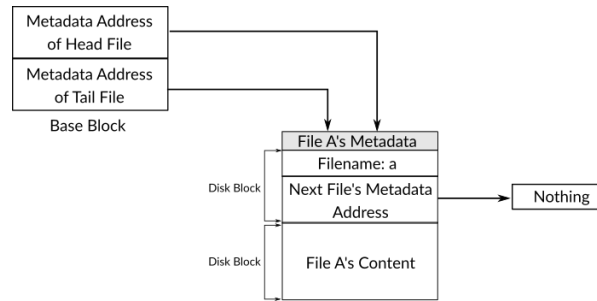 Metadata Address
of Head File
Metadata Address
of Tail File
Base Block
File A's Metadata
Filename: a
Disk Block
Next File's Metadata
Address
Nothing
Disk Block
File A's Content